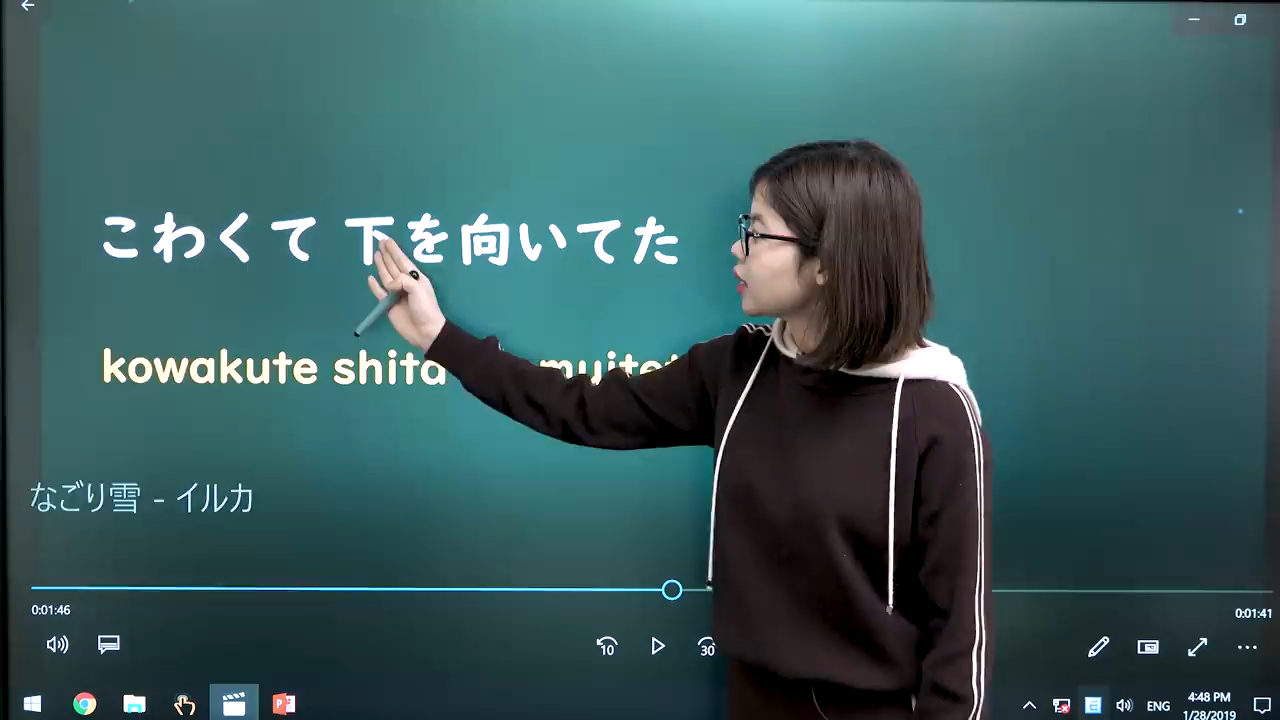 こわくて 下を向いてた
kowakute shita
なごり雪 - イルカ
0:01:46
0:01:41
10
30
4:48 PM
ENG
1/28/2019